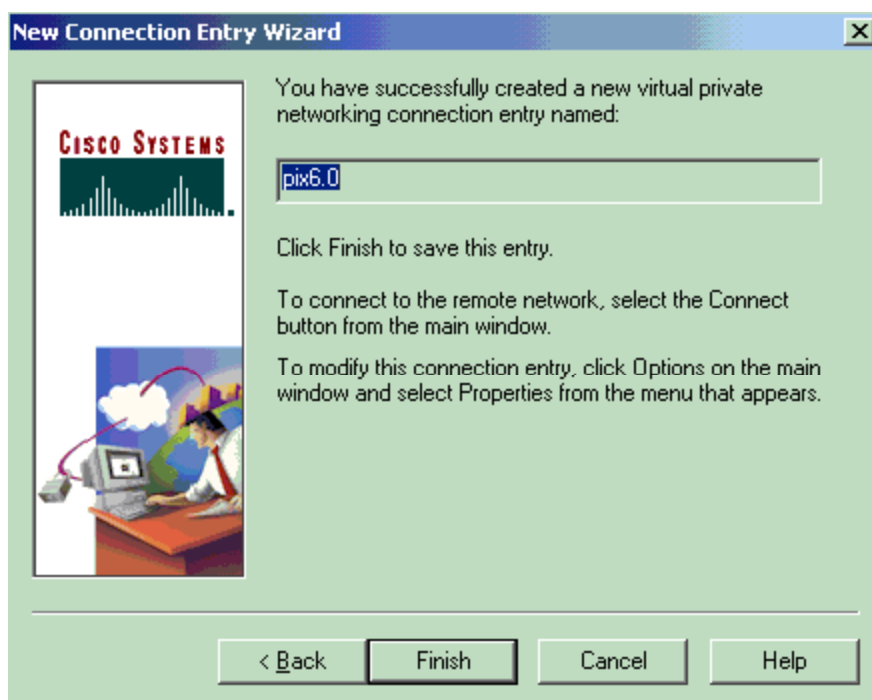 New Connection Entry Wizard
CISCO SYSTEMS
You have successfully created a new virtual private
networking connection entry named:
pix6.0
Click Finish to save this entry.
To connect to the remote network, select the Connect
button from the main window.
To modify this connection entry, click Options on the main
window and select Properties from the menu that appears.
< Back
Finish
Cancel
Help